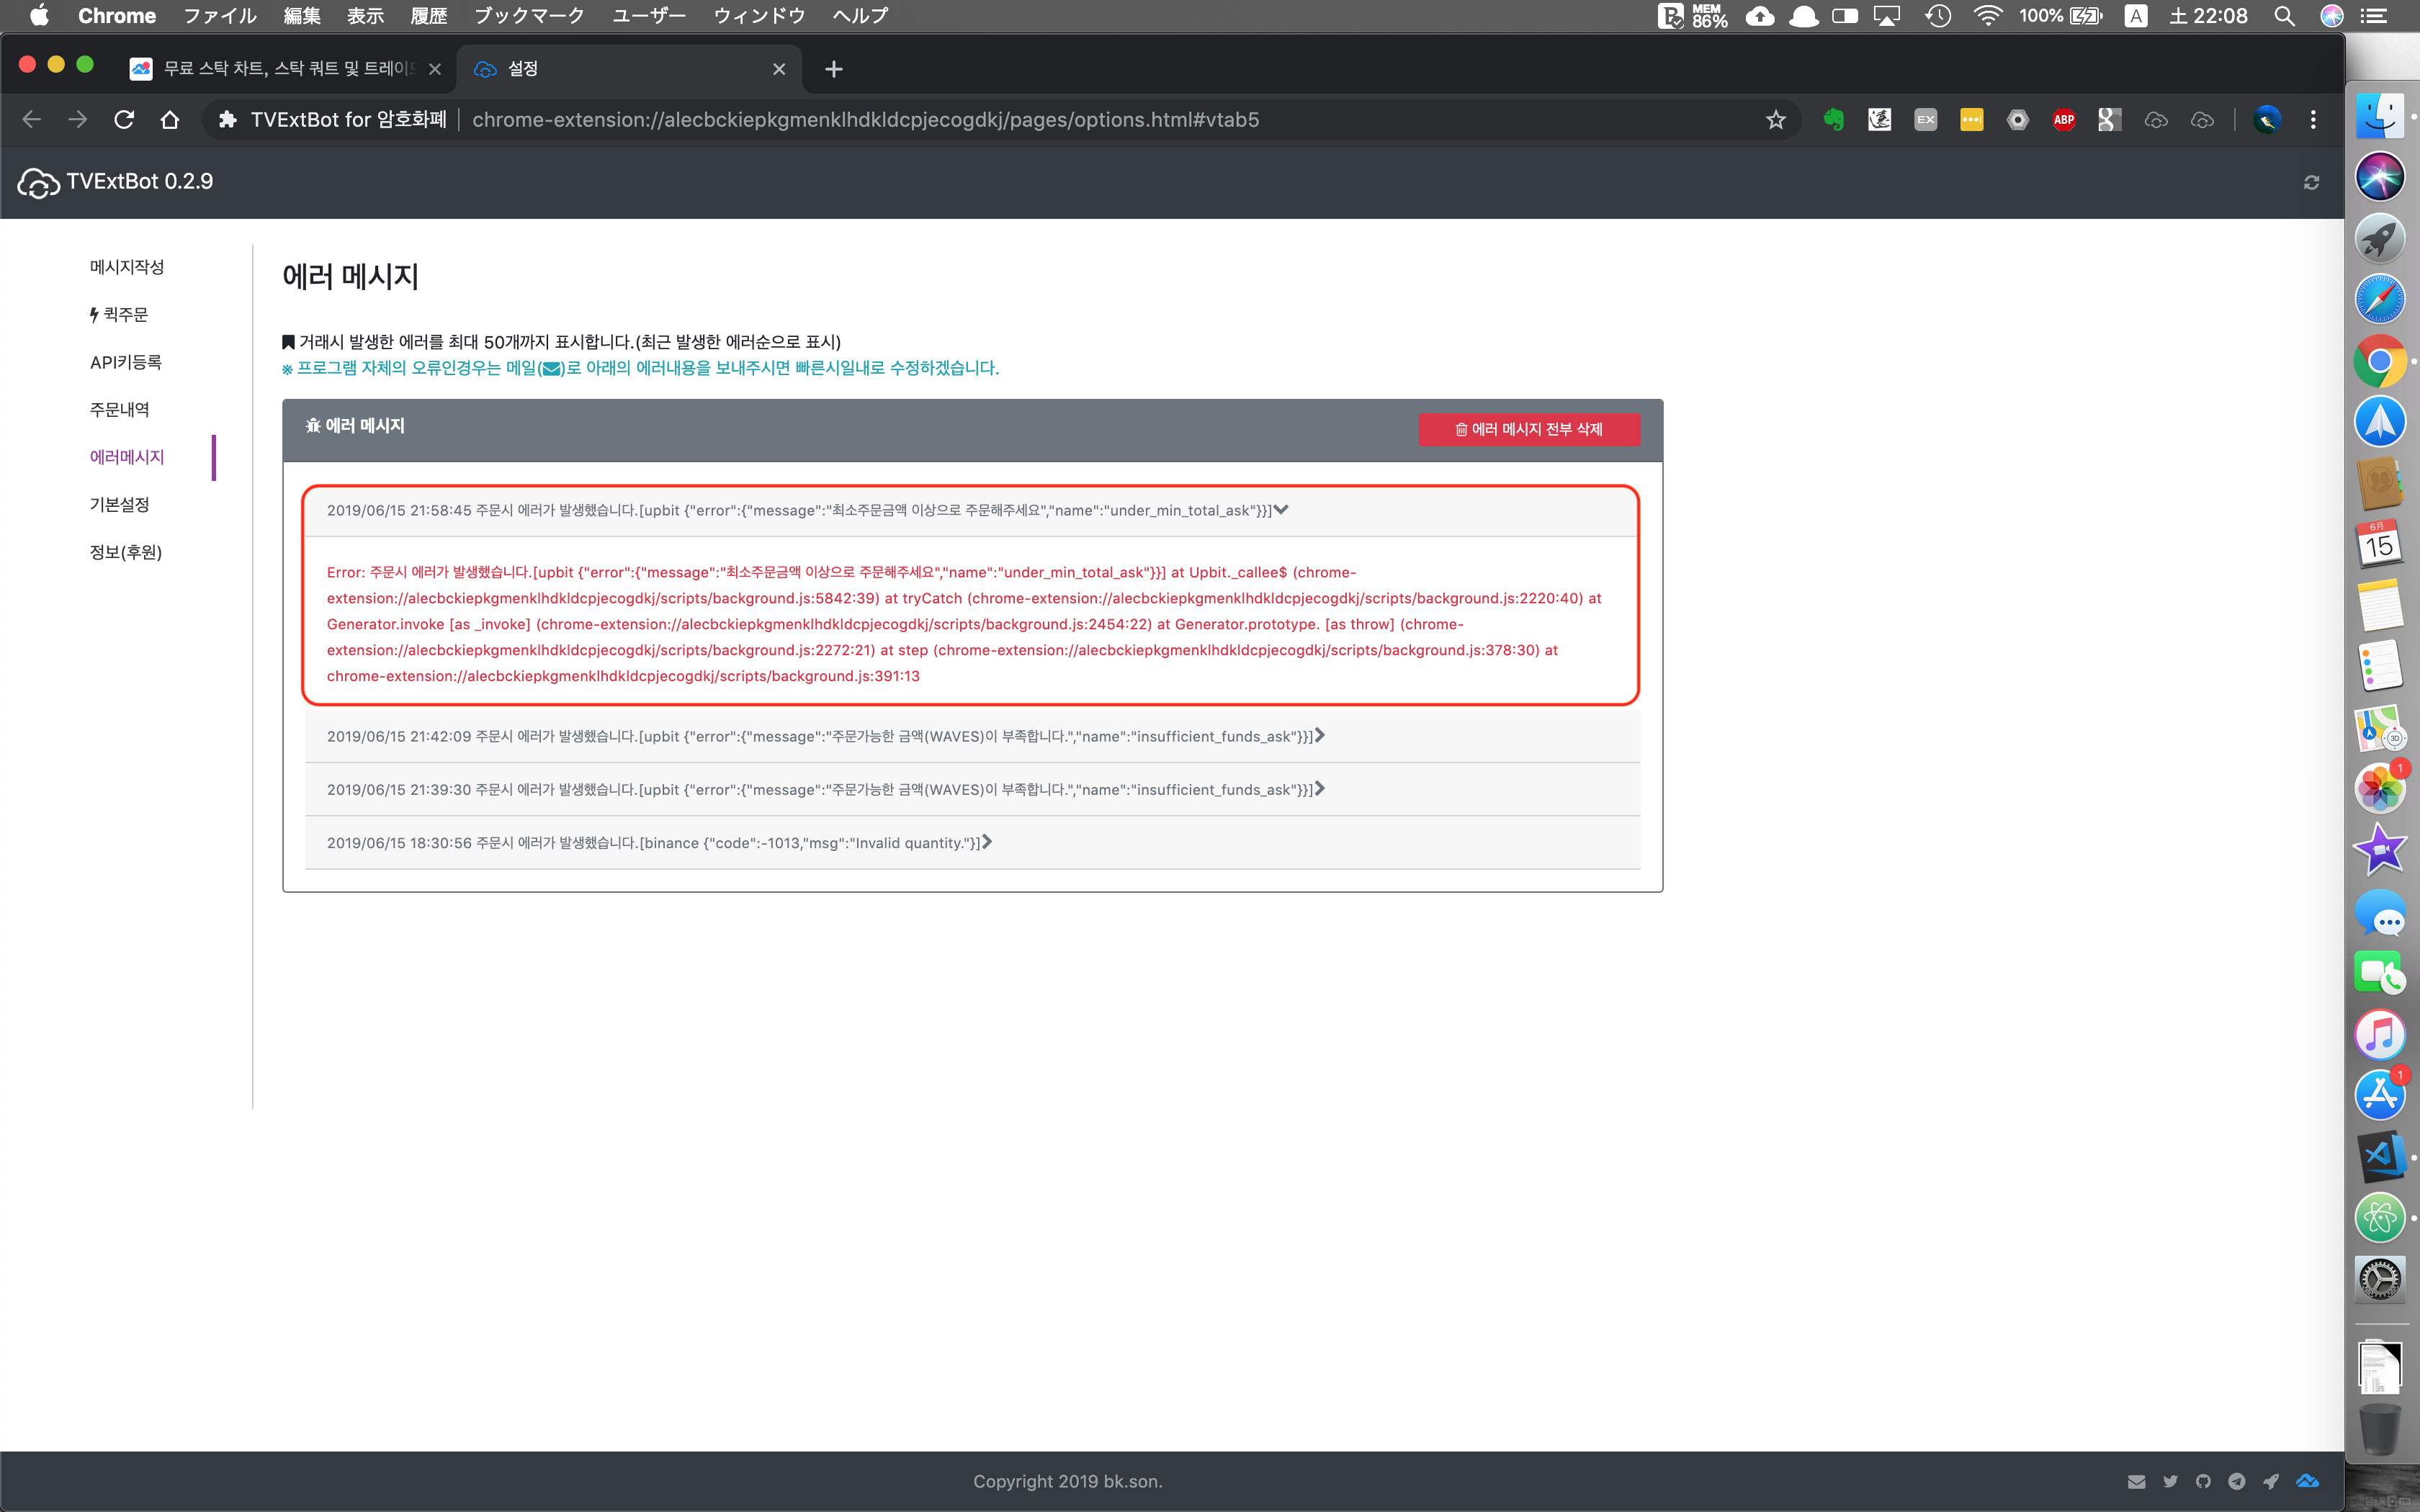 Chrome ファイル 編集 表示 履歴 ブックマーク ユーザー ウィンドウ ヘルプ MEM 86% 100% A 土 22:08
무료 스탁 차트, 스탁 쿼트 및 트레이드 설정
TVExtBot for 암호화폐 chrome-extension://alecbckiepkgmenklhdkldcpjecogdkj/pages/options.html#vtab5 EX ABP
TVExtBot 0.2.9
메시지작성
퀵주문
API키등록
주문내역
에러메시지
기본설정
정보(후원)
에러 메시지
거래시 발생한 에러를 최대 50개까지 표시합니다.(최근 발생한 에러순으로 표시)
※ 프로그램 자체의 오류인경우는 메일()로 아래의 에러내용을 보내주시면 빠른시일내로 수정하겠습니다.
에러 메시지 에러 메시지 전부 삭제
2019/06/15 21:58:45 주문시 에러가 발생했습니다.[upbit {"error":{"message":"최소주문금액 이상으로 주문해주세요","name":"under_min_total_ask"}}]
Error: 주문시 에러가 발생했습니다.[upbit {"error":{"message":"최소주문금액 이상으로 주문해주세요","name":"under_min_total_ask"}}] at Upbit._callee$ (chrome-
extension://alecbckiepkgmenklhdkldcpjecogdkj/scripts/background.js:5842:39) at tryCatch (chrome-extension://alecbckiepkgmenklhdkldcpjecogdkj/scripts/background.js:2220:40) at
Generator.invoke [as _invoke] (chrome-extension://alecbckiepkgmenklhdkldcpjecogdkj/scripts/background.js:2454:22) at Generator.prototype. [as throw] (chrome-
extension://alecbckiepkgmenklhdkldcpjecogdkj/scripts/background.js:2272:21) at step (chrome-extension://alecbckiepkgmenklhdkldcpjecogdkj/scripts/background.js:378:30) at
chrome-extension://alecbckiepkgmenklhdkldcpjecogdkj/scripts/background.js:391:13
2019/06/15 21:42:09 주문시 에러가 발생했습니다.[upbit {"error":{"message":"주문가능한 금액(WAVES)이 부족합니다.","name":"insufficient_funds_ask"}}]
2019/06/15 21:39:30 주문시 에러가 발생했습니다.[upbit {"error":{"message":"주문가능한 금액(WAVES)이 부족합니다.","name":"insufficient_funds_ask"}}]
2019/06/15 18:30:56 주문시 에러가 발생했습니다.[binance {"code":-1013,"msg":"Invalid quantity."}]
6月
15
3D
1
1
Copyright 2019 bk.son.